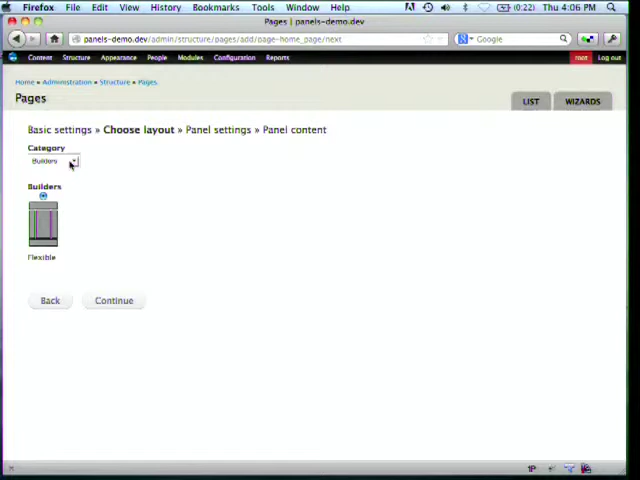 Firefox File Edit View History Bookmarks Tools Window Help (0:22) Thu 4:06 PM
Pages | panels-demo.dev
panels-demo.dev/admin/structure/pages/add/page-home_page/next Google
Content Structure Appearance People Modules Configuration Reports root Log out
Home » Administration » Structure » Pages
Pages
LIST WIZARDS
Basic settings » Choose layout » Panel settings » Panel content
Category
Builders
Builders
Flexible
Back Continue
1P